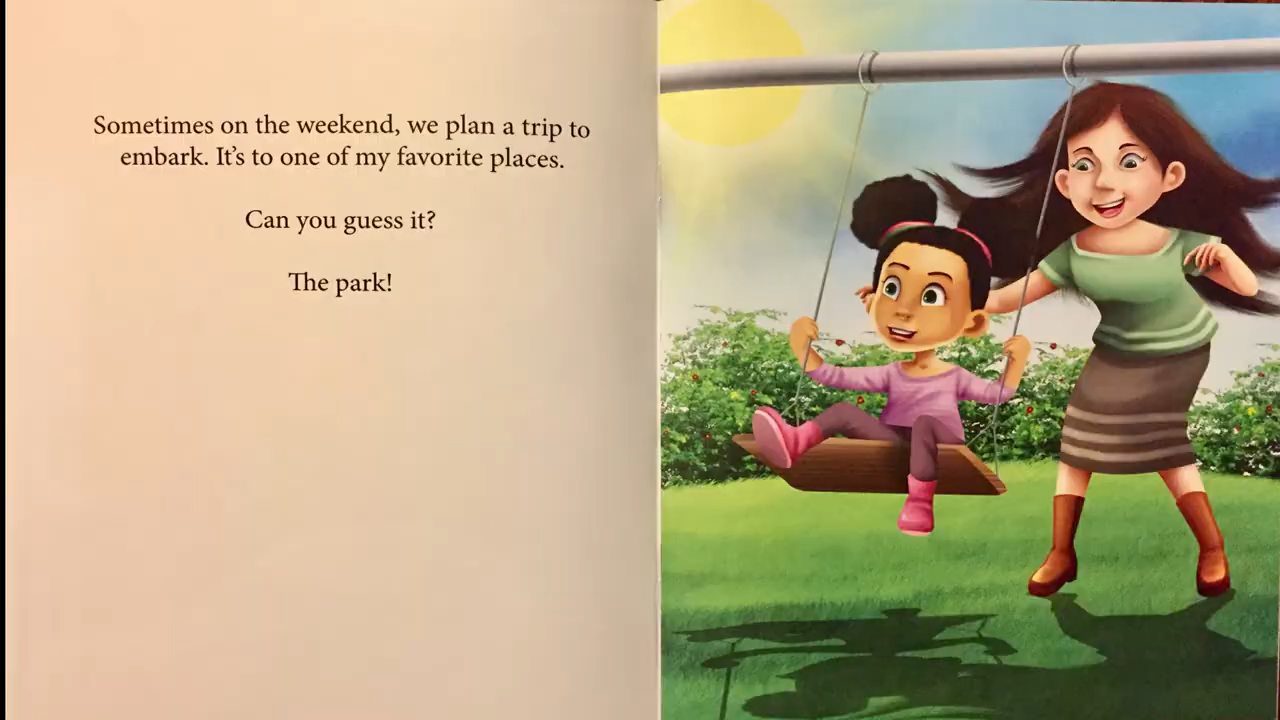 Sometimes on the weekend, we plan a trip to
embark. It's to one of my favorite places.
Can you guess it?
The park!